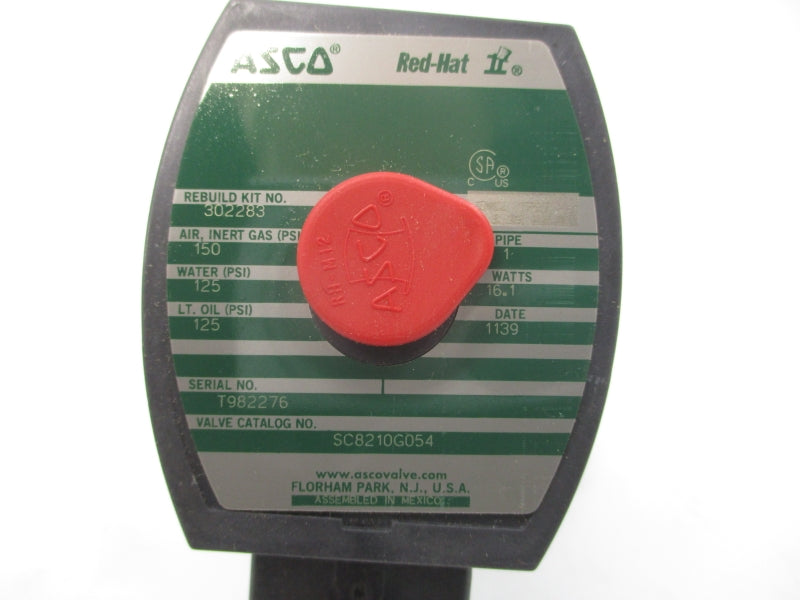 ASCO® Red-Hat II®
C SA ® US
REBUILD KIT NO.
302283
AIR, INERT GAS (PSI
150
PIPE
1
WATER (PSI)
125
WATTS
16.1
LT. OIL (PSI)
125
DATE
1139
ASCO®
SERIAL NO.
T982276
VALVE CATALOG NO.
SC8210G054
www.ascovalve.com
FLORHAM PARK, N.J., U.S.A.
ASSEMBLED IN MEXICO